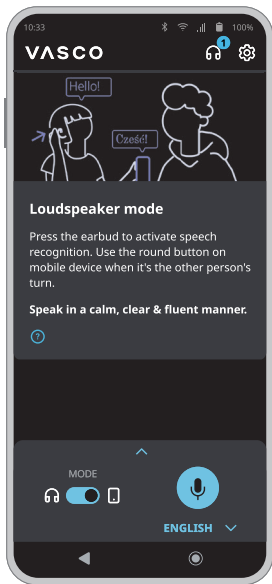 10:33
100%
VASCO
1
Hello!
Cześć!
Loudspeaker mode
Press the earbud to activate speech
recognition. Use the round button on
mobile device when it's the other person's
turn.
Speak in a calm, clear & fluent manner.
?
MODE
ENGLISH